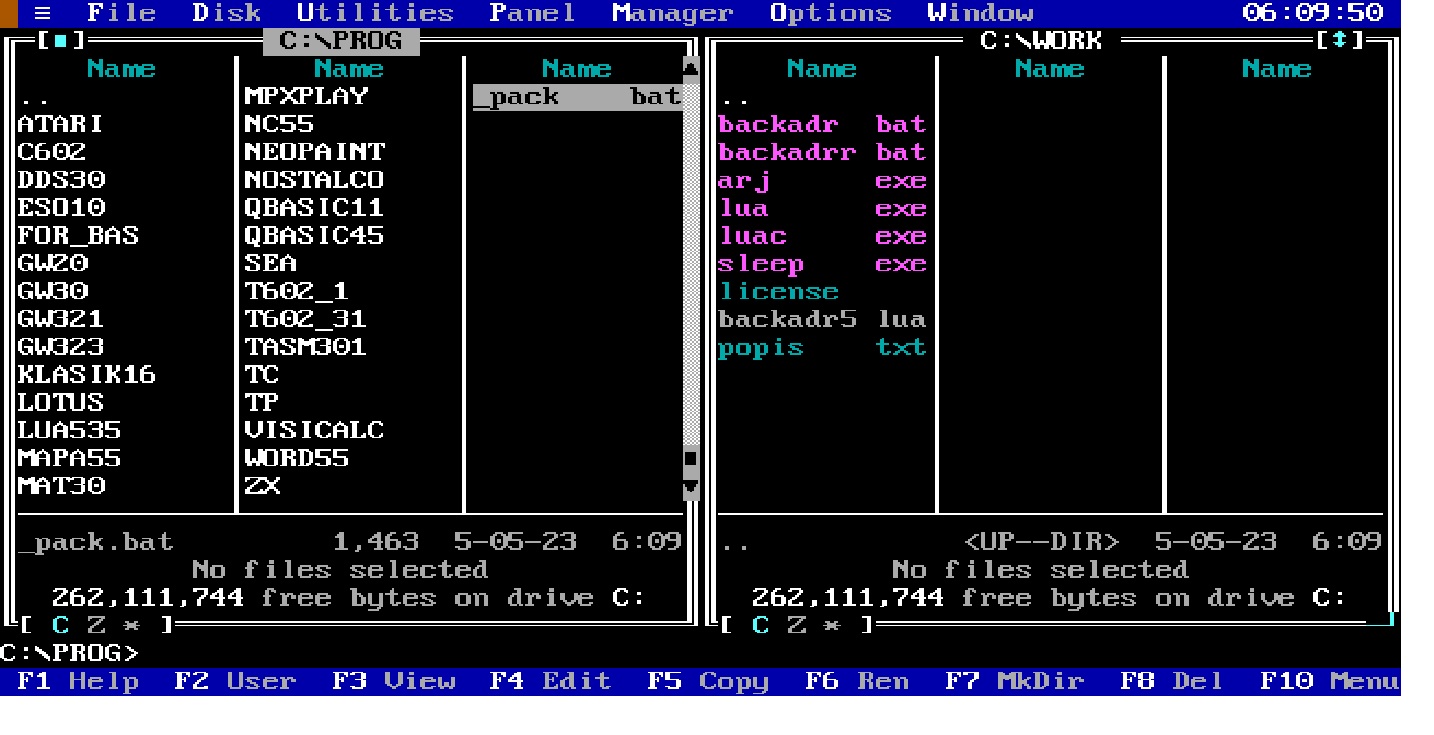 ≡ File Disk Utilities Panel Manager Options Window 06:09:50
[■] C:\PROG C:\WORK [↕]
Name Name Name Name Name Name
.. MPXPLAY _pack bat ..
ATARI NC55 backadr bat
C602 NEOPAINT backadrr bat
DDS30 NOSTALCO arj exe
ESO10 QBASIC11 lua exe
FOR_BAS QBASIC45 luac exe
GW20 SEA sleep exe
GW30 T602_1 license
GW321 T602_31 backadr5 lua
GW323 TASM301 popis txt
KLASIK16 TC
LOTUS TP
LUA535 VISICALC
MAPA55 WORD55
MAT30 ZX
_pack.bat 1,463 5-05-23 6:09 .. <UP--DIR> 5-05-23 6:09
No files selected No files selected
262,111,744 free bytes on drive C: 262,111,744 free bytes on drive C:
[ C Z * ] [ C Z * ]
C:\PROG>
F1 Help F2 User F3 View F4 Edit F5 Copy F6 Ren F7 MkDir F8 Del F10 Menu